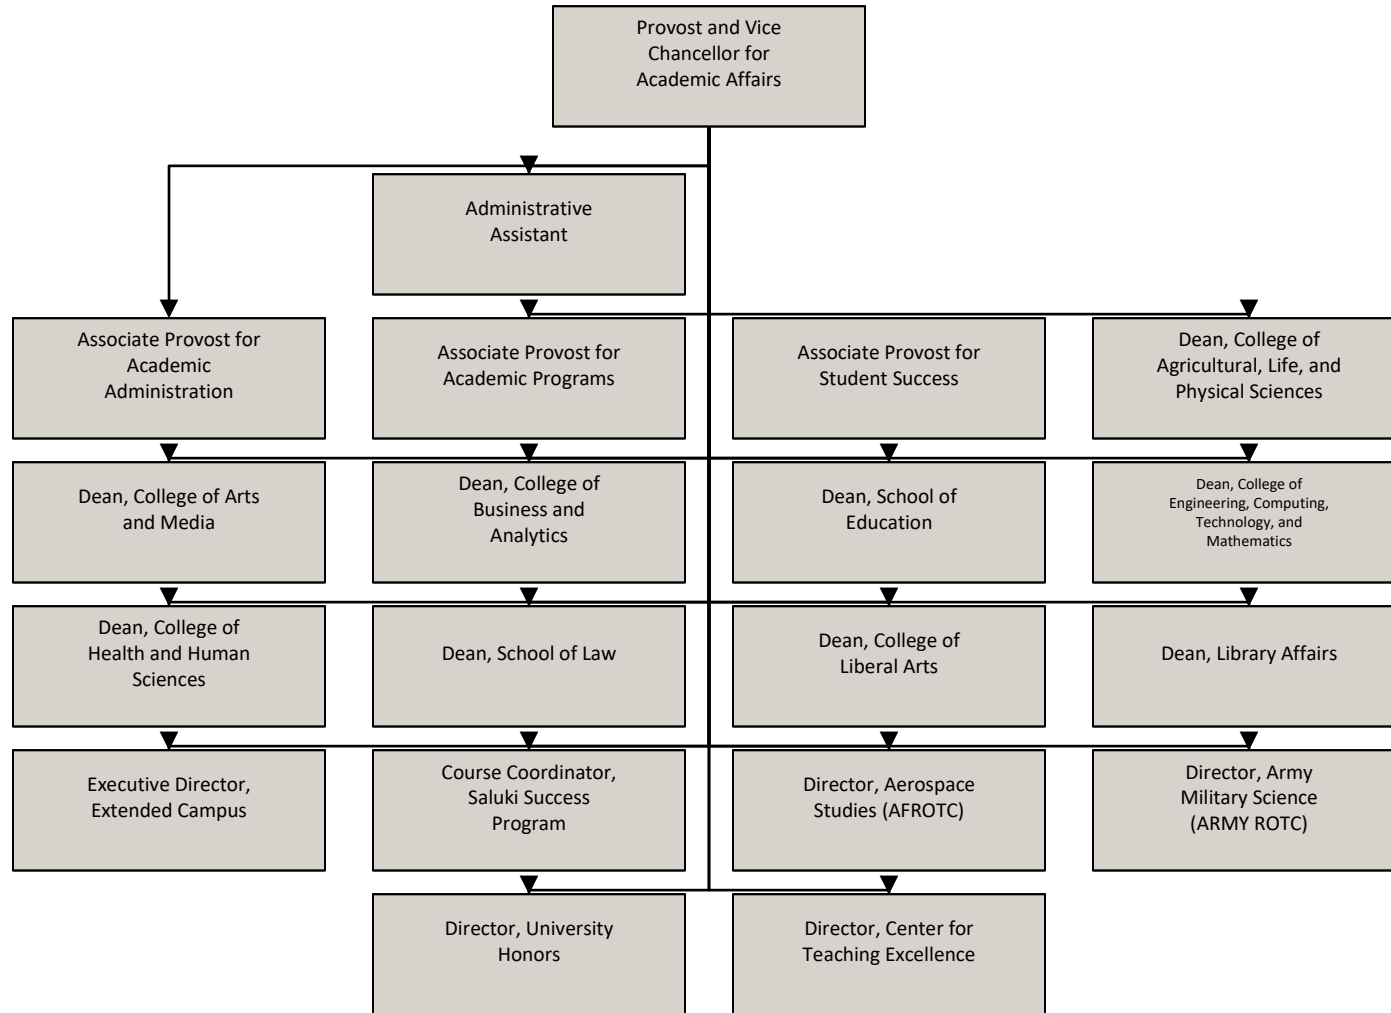 Provost and Vice
Chancellor for
Academic Affairs
Administrative
Assistant
Associate Provost for
Academic
Administration
Associate Provost for
Academic Programs
Associate Provost for
Student Success
Dean, College of
Agricultural, Life, and
Physical Sciences
Dean, College of Arts
and Media
Dean, College of
Business and
Analytics
Dean, School of
Education
Dean, College of
Engineering, Computing,
Technology, and
Mathematics
Dean, College of
Health and Human
Sciences
Dean, School of Law
Dean, College of
Liberal Arts
Dean, Library Affairs
Executive Director,
Extended Campus
Course Coordinator,
Saluki Success
Program
Director, Aerospace
Studies (AFROTC)
Director, Army
Military Science
(ARMY ROTC)
Director, University
Honors
Director, Center for
Teaching Excellence